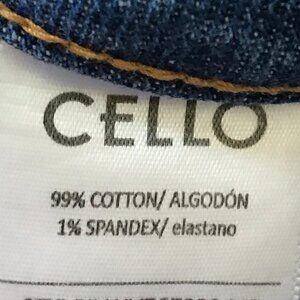 CELLO
99% COTTON/ ALGODÓN
1% SPANDEX/ elastano